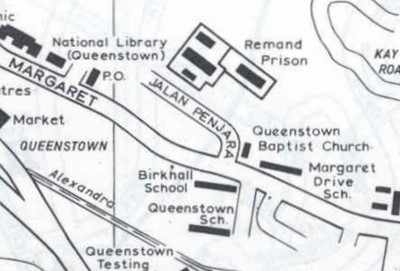 nic
National Library
(Queenstown)
Remand
Prison
KAY
ROA
MARGARET
P.O.
JALAN PENJARA
tres
Market
QUEENSTOWN
Queenstown
Baptist Church
Birkhall
School
Margaret
Drive
Sch.
Alexandra
Queenstown
Sch.
Queenstown
Testing